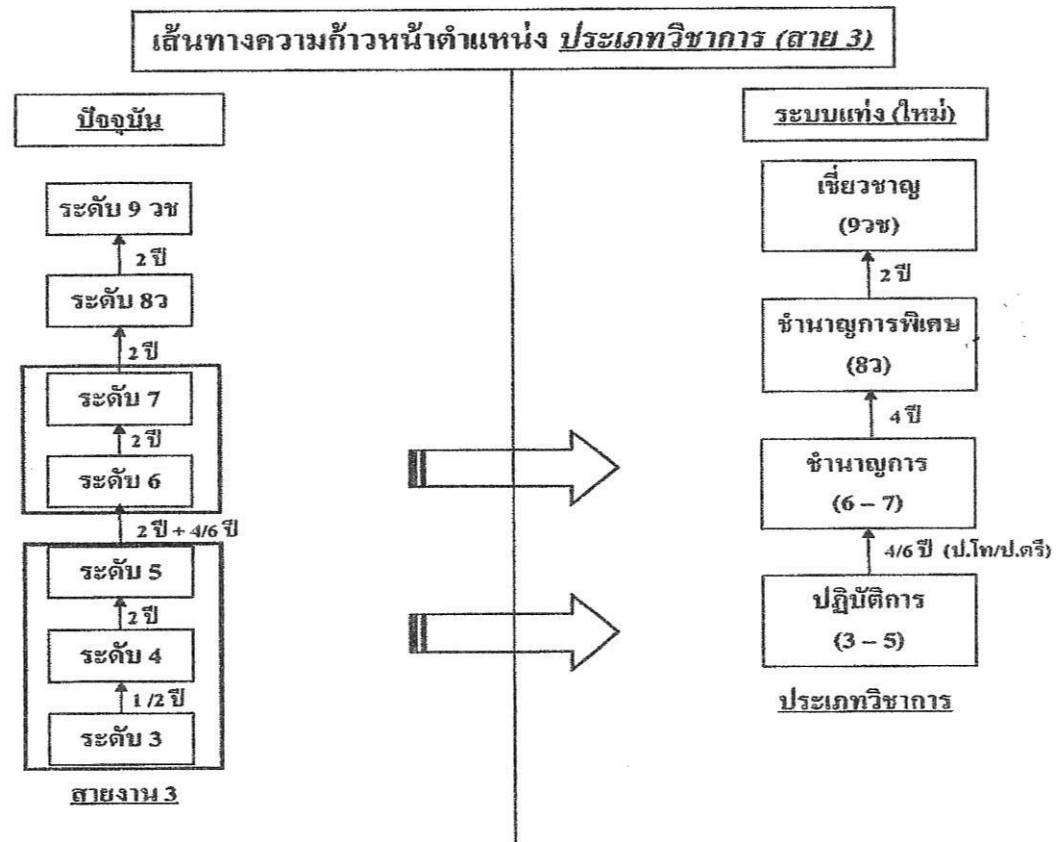 เส้นทางความก้าวหน้าตำแหน่ง ประเภทวิชาการ (สาย 3)
ปัจจุบัน
ระดับ 9 วช
2 ปี
ระดับ 8ว
2 ปี
ระดับ 7
2 ปี
ระดับ 6
2 ปี + 4/6 ปี
ระดับ 5
2 ปี
ระดับ 4
1 /2 ปี
ระดับ 3
สายงาน 3
ระบบแท่ง (ใหม่)
เชี่ยวชาญ
(9วช)
2 ปี
ชำนาญการพิเศษ
(8ว)
4 ปี
ชำนาญการ
(6 – 7)
4/6 ปี (ป.โท/ป.ตรี)
ปฏิบัติการ
(3 – 5)
ประเภทวิชาการ